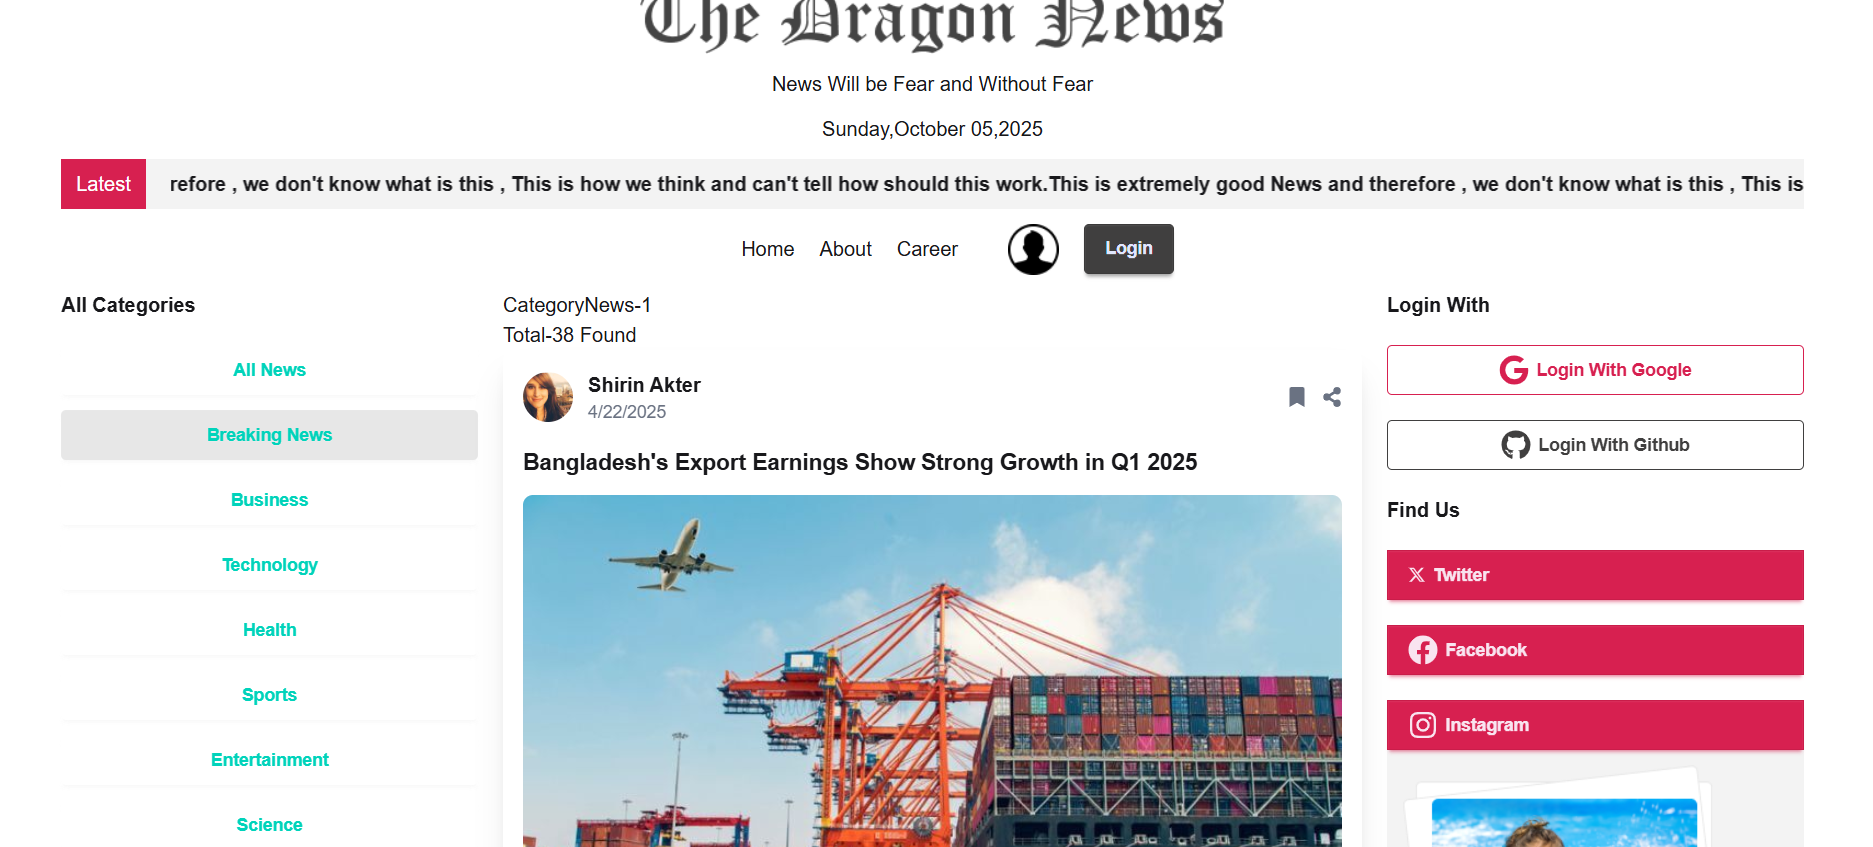 The Dragon News
News Will be Fear and Without Fear
Sunday,October 05,2025
Latest
refore , we don't know what is this , This is how we think and can't tell how should this work.This is extremely good News and therefore , we don't know what is this , This is
Home About Career Login
All Categories
All News
Breaking News
Business
Technology
Health
Sports
Entertainment
Science
CategoryNews-1
Total-38 Found
Shirin Akter
4/22/2025
Bangladesh's Export Earnings Show Strong Growth in Q1 2025
Login With
Login With Google
Login With Github
Find Us
Twitter
Facebook
Instagram